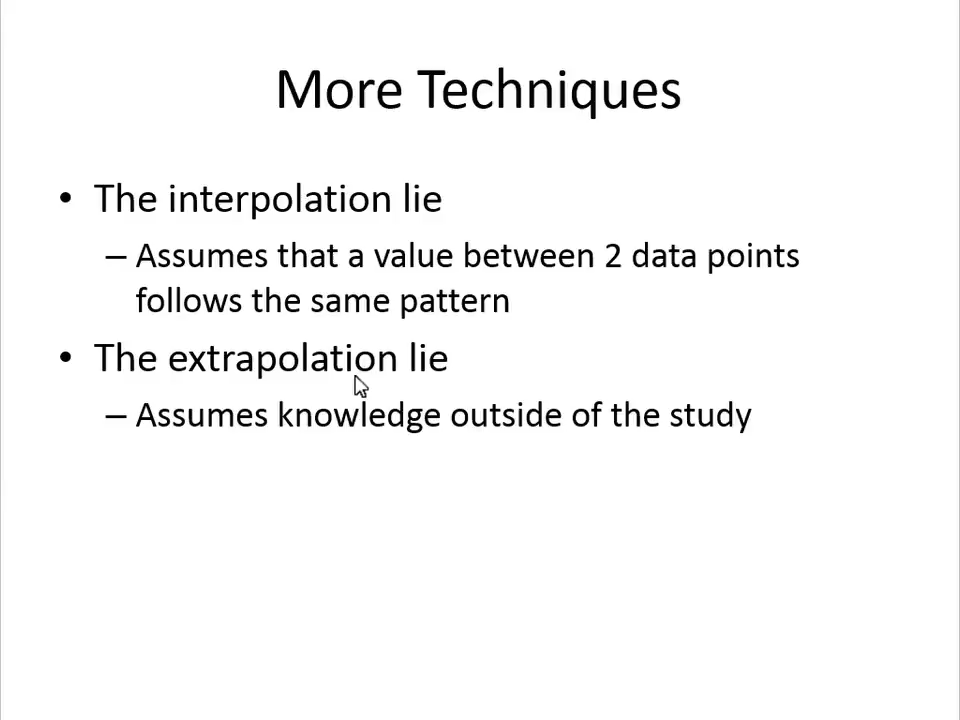 More Techniques
• The interpolation lie
– Assumes that a value between 2 data points
follows the same pattern
• The extrapolation lie
– Assumes knowledge outside of the study